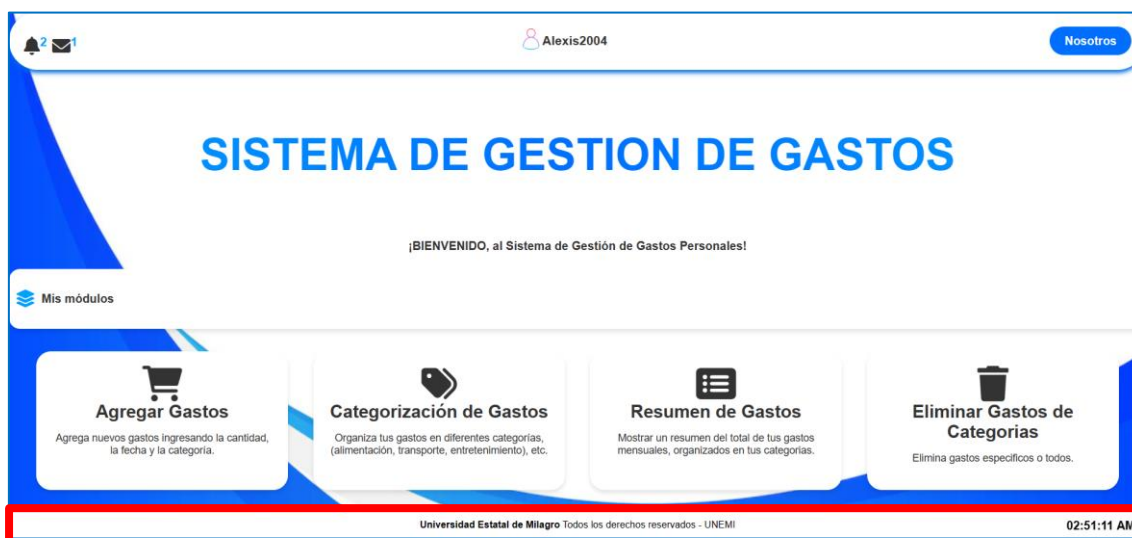 2 1
Alexis2004
Nosotros
SISTEMA DE GESTION DE GASTOS
¡BIENVENIDO, al Sistema de Gestión de Gastos Personales!
Mis módulos
Agregar Gastos
Agrega nuevos gastos ingresando la cantidad,
la fecha y la categoría.
Categorización de Gastos
Organiza tus gastos en diferentes categorías,
(alimentación, transporte, entretenimiento), etc.
Resumen de Gastos
Mostrar un resumen del total de tus gastos
mensuales, organizados en tus categorias.
Eliminar Gastos de
Categorias
Elimina gastos especificos o todos.
Universidad Estatal de Milagro Todos los derechos reservados - UNEMI
02:51:11 AM